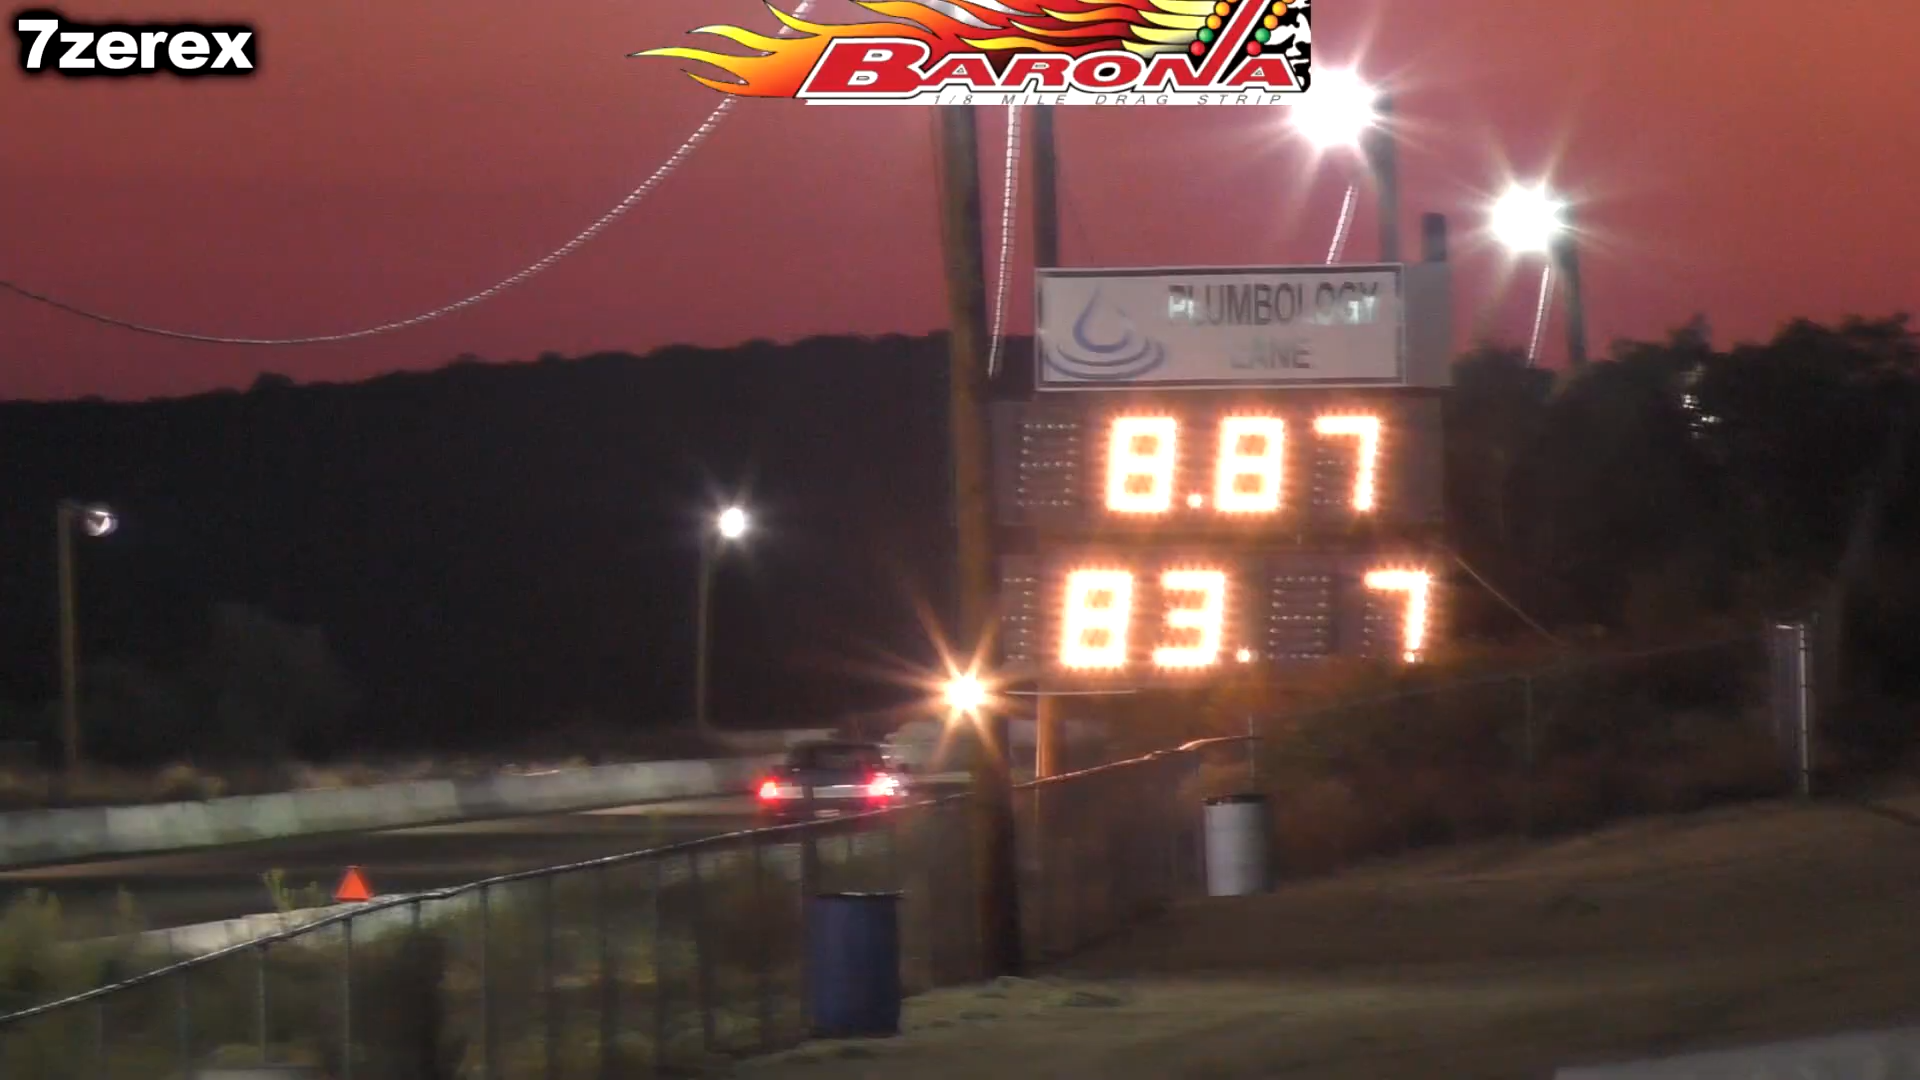 7zerex
BARONA
1/8 MILE DRAG STRIP
PLUMBOLOGY
LANE
8.87
83. 7